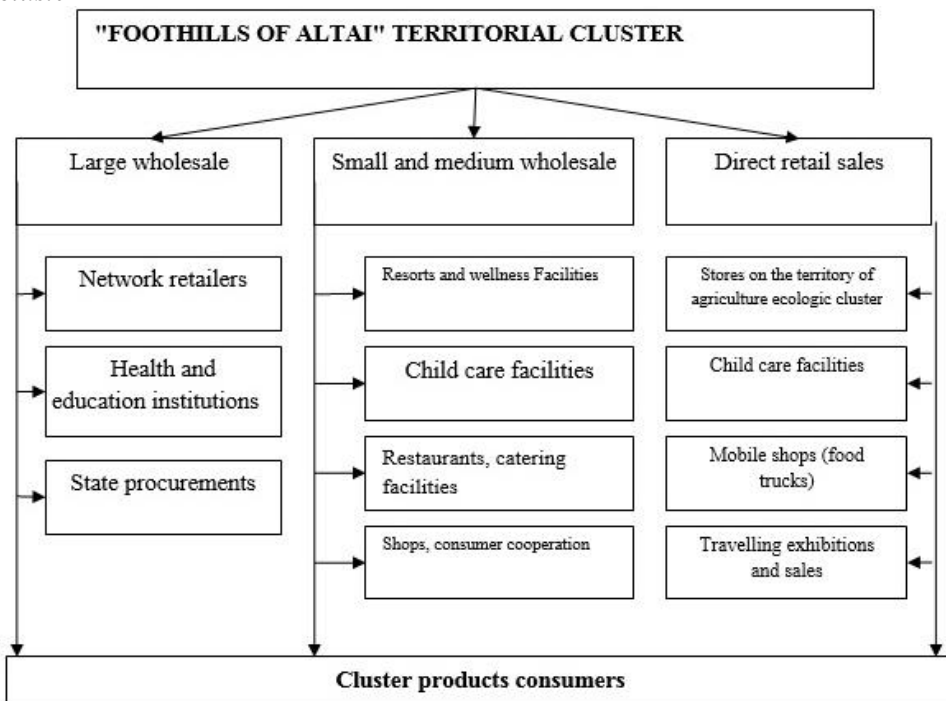 "FOOTHILLS OF ALTAI" TERRITORIAL CLUSTER
Large wholesale
Small and medium wholesale
Direct retail sales
Network retailers
Resorts and wellness Facilities
Stores on the territory of
agriculture ecologic cluster
Health and
education institutions
Child care facilities
Child care facilities
State procurements
Restaurants, catering
facilities
Mobile shops (food
trucks)
Shops, consumer cooperation
Travelling exhibitions
and sales
Cluster products consumers